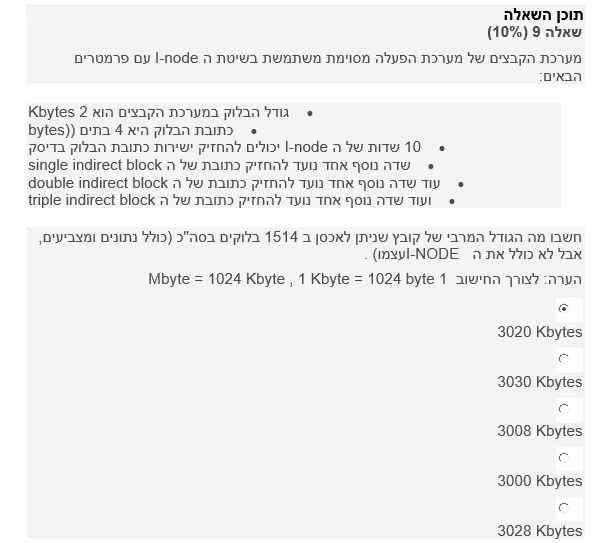 תוכן השאלה
שאלה 9 (10%)
מערכת הקבצים של מערכת הפעלה מסוימת משתמשת בשיטת ה I-node עם פרמטרים
הבאים:
גודל הבלוק במערכת הקבצים הוא 2 Kbytes
כתובת הבלוק היא 4 בתים ((bytes
10 שדות של ה I-node יכולים להחזיק ישירות כתובת הבלוק בדיסק
שדה נוסף אחד נועד להחזיק כתובת של ה single indirect block
עוד שדה נוסף אחד נועד להחזיק כתובת של ה double indirect block
ועוד שדה נוסף אחד נועד להחזיק כתובת של ה triple indirect block
חשבו מה הגודל המרבי של קובץ שניתן לאכסן ב 1514 בלוקים בסה"כ (כולל נתונים ומצביעים,
אבל לא כולל את ה I-NODEעצמו) .
הערה: לצורך החישוב 1 Mbyte = 1024 Kbyte , 1 Kbyte = 1024 byte
3020 Kbytes
3030 Kbytes
3008 Kbytes
3000 Kbytes
3028 Kbytes